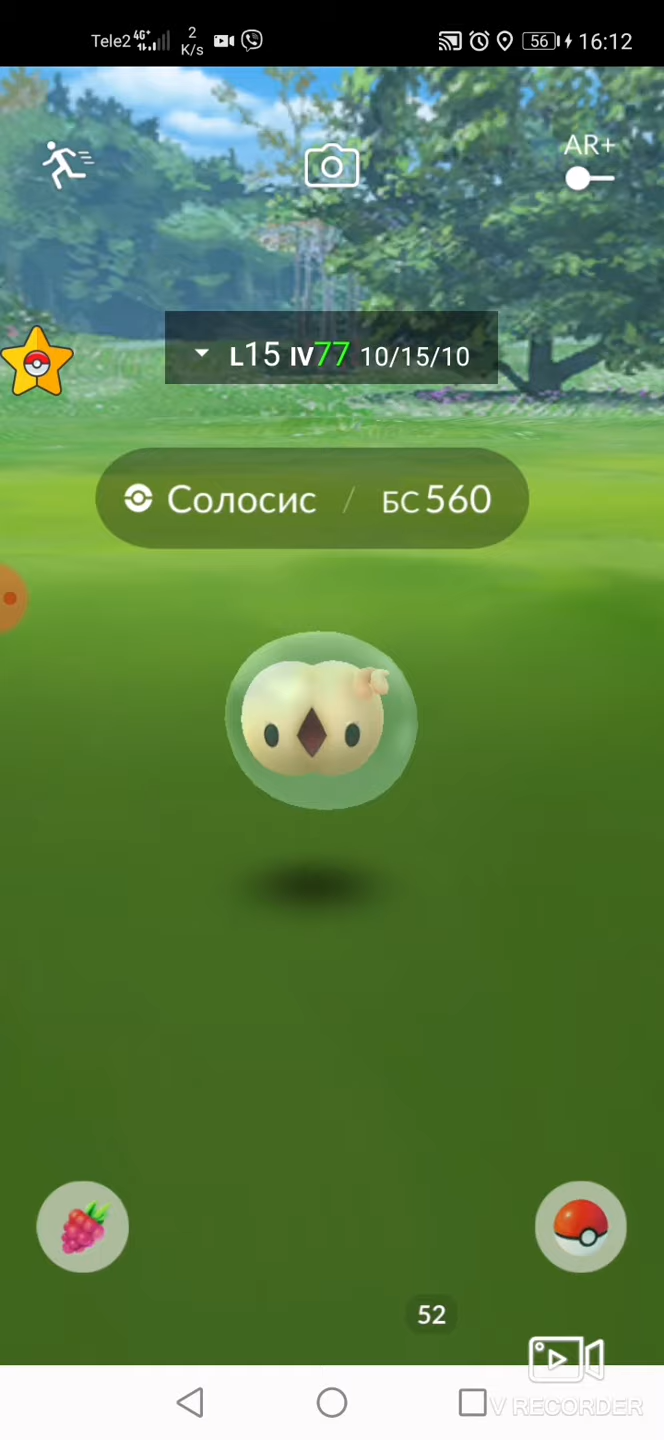 Tele2 4G+ 2 K/s 56 16:12
AR+
L15 IV77 10/15/10
Солосис / БС 560
52
V RECORDER